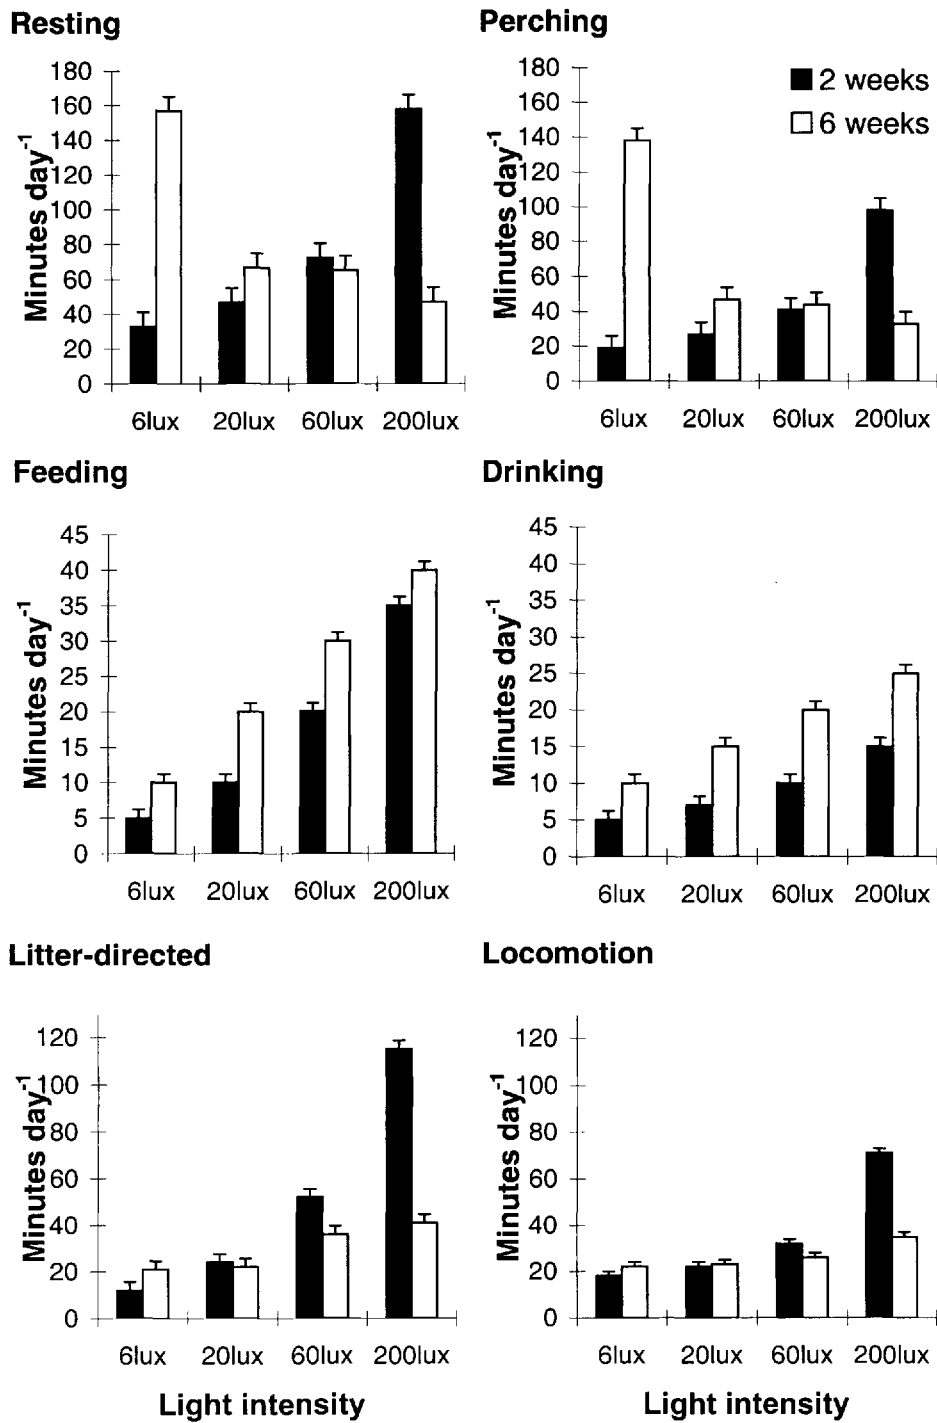 Resting
Minutes day-1
180
160
140
120
100
80
60
40
20
0
6lux 20lux 60lux 200lux
Perching
2 weeks
6 weeks
Minutes day-1
180
160
140
120
100
80
60
40
20
0
6lux 20lux 60lux 200lux
Feeding
Minutes day-1
45
40
35
30
25
20
15
10
5
0
6lux 20lux 60lux 200lux
Drinking
Minutes day-1
45
40
35
30
25
20
15
10
5
0
6lux 20lux 60lux 200lux
Litter-directed
Minutes day-1
120
100
80
60
40
20
0
6lux 20lux 60lux 200lux
Light intensity
Locomotion
Minutes day-1
120
100
80
60
40
20
0
6lux 20lux 60lux 200lux
Light intensity